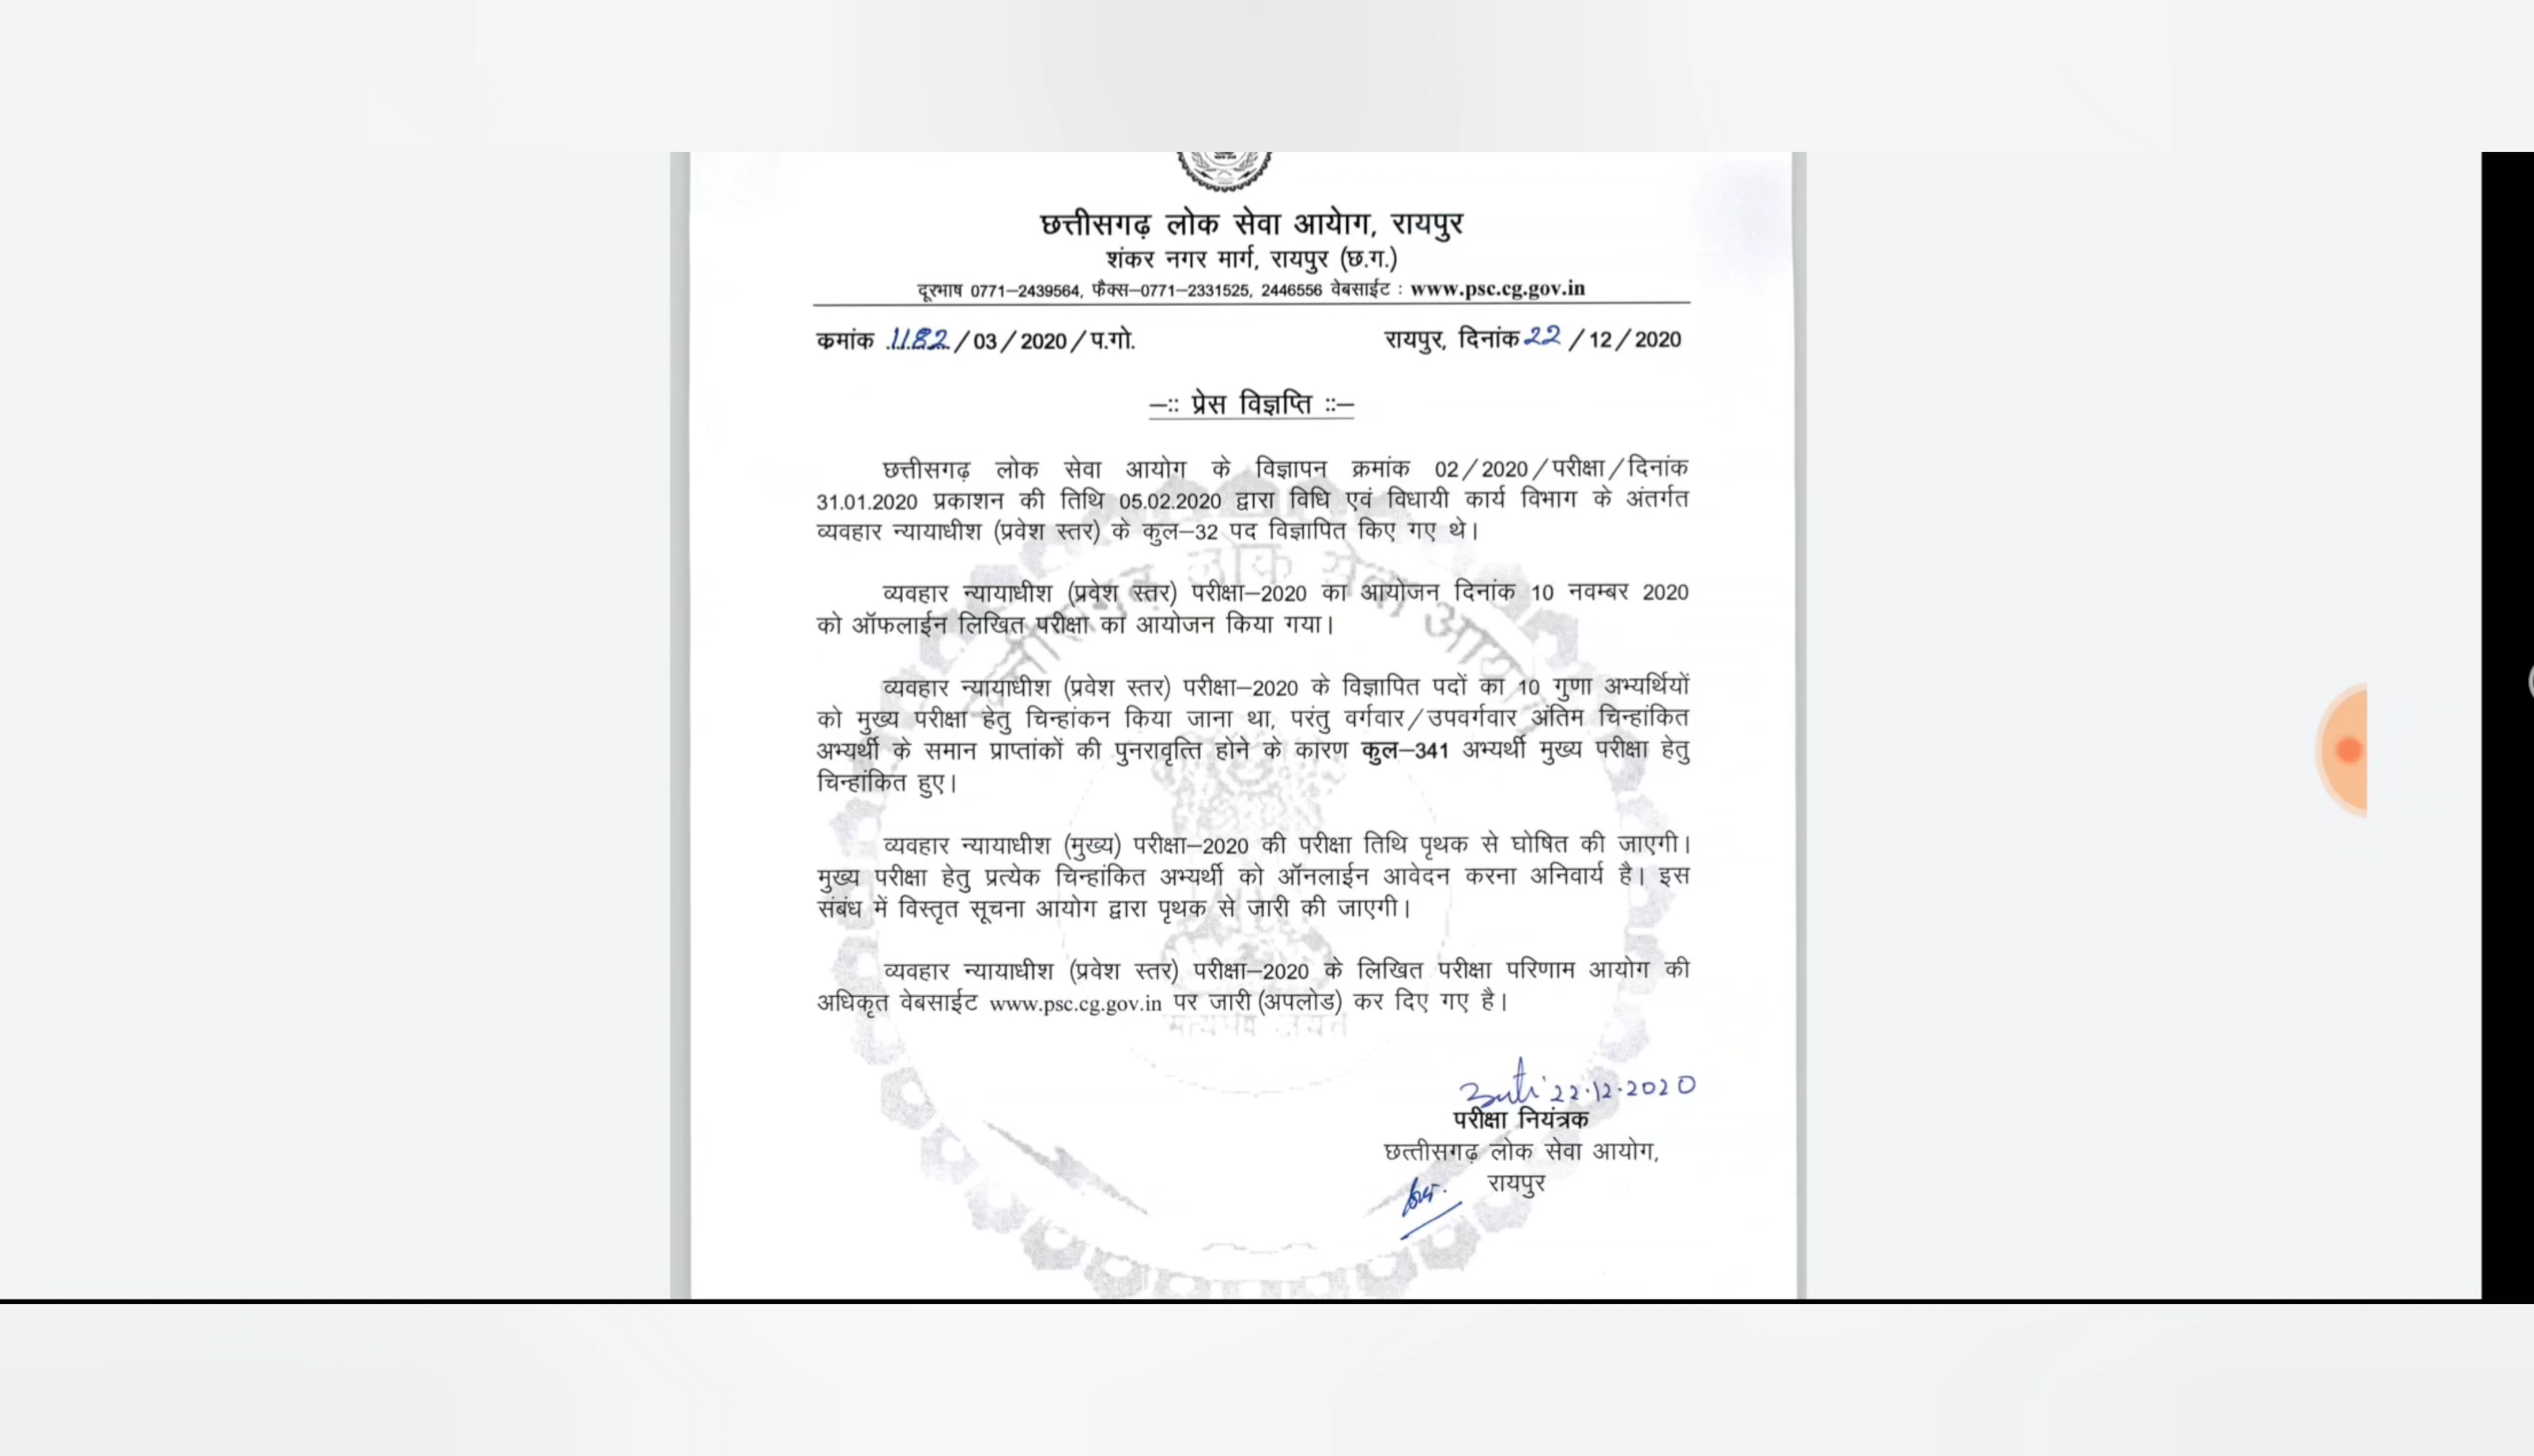 छत्तीसगढ़ लोक सेवा आयोग, रायपुर
शंकर नगर मार्ग, रायपुर (छ.ग.)
दूरभाष 0771–2439564, फैक्स–0771–2331525, 2446556 वेबसाईट : www.psc.cg.gov.in
कमांक 1182/03/2020/प.गो. रायपुर, दिनांक 22/12/2020
–:: प्रेस विज्ञप्ति ::–
छत्तीसगढ़ लोक सेवा आयोग के विज्ञापन क्रमांक 02/2020/परीक्षा/दिनांक
31.01.2020 प्रकाशन की तिथि 05.02.2020 द्वारा विधि एवं विधायी कार्य विभाग के अंतर्गत
व्यवहार न्यायाधीश (प्रवेश स्तर) के कुल–32 पद विज्ञापित किए गए थे।
व्यवहार न्यायाधीश (प्रवेश स्तर) परीक्षा–2020 का आयोजन दिनांक 10 नवम्बर 2020
को ऑफलाईन लिखित परीक्षा का आयोजन किया गया।
व्यवहार न्यायाधीश (प्रवेश स्तर) परीक्षा–2020 के विज्ञापित पदों का 10 गुणा अभ्यर्थियों
को मुख्य परीक्षा हेतु चिन्हांकन किया जाना था, परंतु वर्गवार/उपवर्गवार अंतिम चिन्हांकित
अभ्यर्थी के समान प्राप्तांकों की पुनरावृत्ति होने के कारण कुल–341 अभ्यर्थी मुख्य परीक्षा हेतु
चिन्हांकित हुए।
व्यवहार न्यायाधीश (मुख्य) परीक्षा–2020 की परीक्षा तिथि पृथक से घोषित की जाएगी।
मुख्य परीक्षा हेतु प्रत्येक चिन्हांकित अभ्यर्थी को ऑनलाईन आवेदन करना अनिवार्य है। इस
संबंध में विस्तृत सूचना आयोग द्वारा पृथक से जारी की जाएगी।
व्यवहार न्यायाधीश (प्रवेश स्तर) परीक्षा–2020 के लिखित परीक्षा परिणाम आयोग की
अधिकृत वेबसाईट www.psc.cg.gov.in पर जारी (अपलोड) कर दिए गए है।
22.12.2020
परीक्षा नियंत्रक
छत्तीसगढ़ लोक सेवा आयोग,
रायपुर